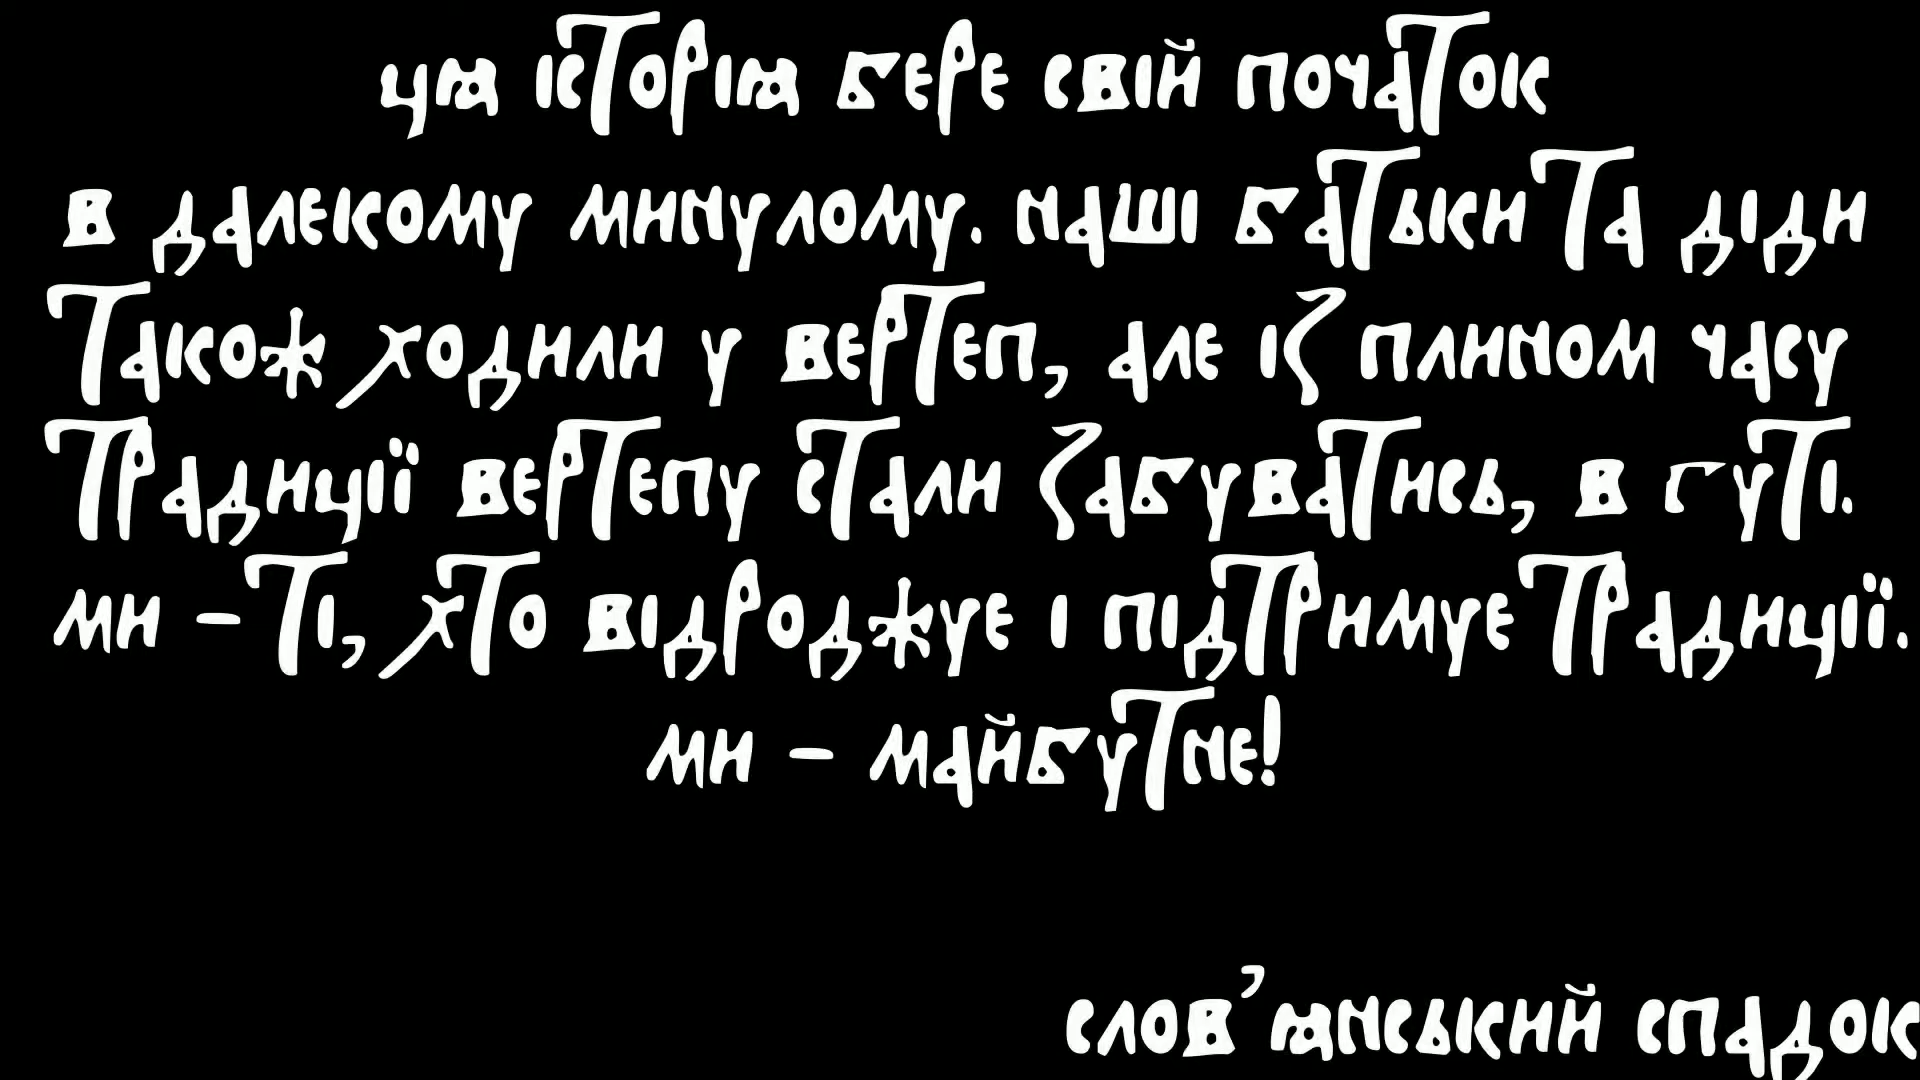 ця історія бере свій початок
в далекому минулому. наші батьки та діди
також ходили у вертеп, але із плином часу
традиції вертепу стали забуватись, в гуті.
ми - ті, хто відроджує і підтримує традиції.
ми - майбутнє!
слов'янський спадок